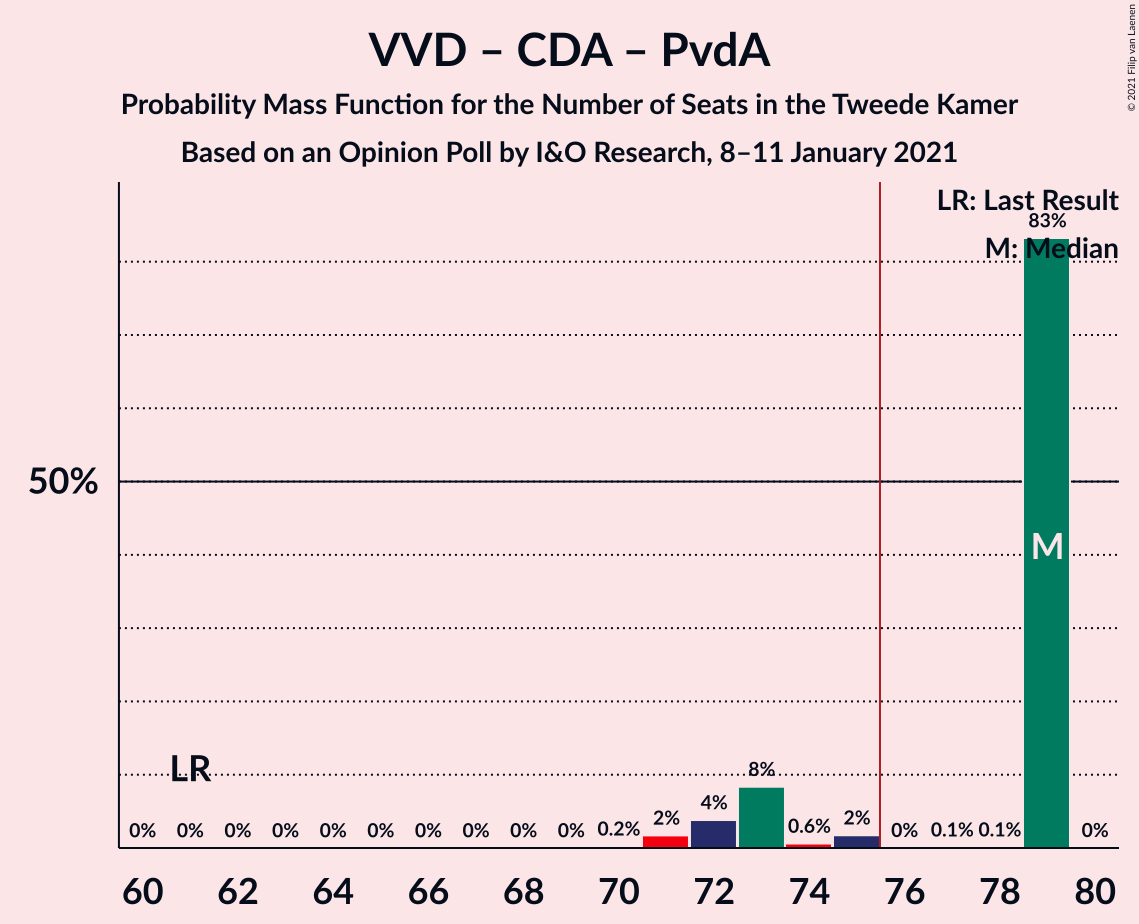 VVD – CDA – PvdA
Probability Mass Function for the Number of Seats in the Tweede Kamer
Based on an Opinion Poll by I&O Research, 8–11 January 2021
© 2021 Filip van Laenen
LR: Last Result
83%
M: Median
50%
M
LR
0% 0% 0% 0% 0% 0% 0% 0% 0% 0% 0.2% 2% 4% 8% 0.6% 2% 0% 0.1% 0.1% 0%
60 62 64 66 68 70 72 74 76 78 80